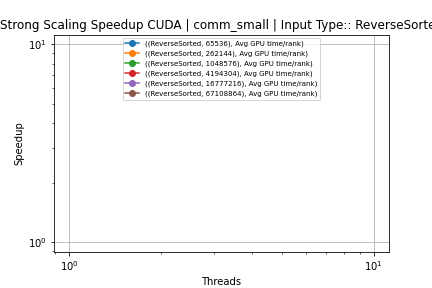 Strong Scaling Speedup CUDA | comm_small | Input Type:: ReverseSorte
10¹
((ReverseSorted, 65536), Avg GPU time/rank)
((ReverseSorted, 262144), Avg GPU time/rank)
((ReverseSorted, 1048576), Avg GPU time/rank)
((ReverseSorted, 4194304), Avg GPU time/rank)
((ReverseSorted, 16777216), Avg GPU time/rank)
((ReverseSorted, 67108864), Avg GPU time/rank)
Speedup
10⁰
10⁰ 10¹
Threads